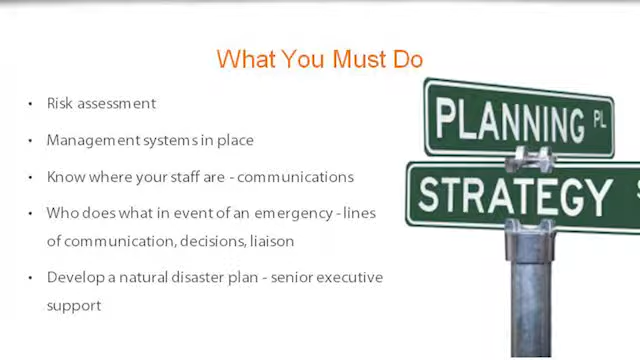 What You Must Do
• Risk assessment
• Management systems in place
• Know where your staff are - communications
• Who does what in event of an emergency - lines
of communication, decisions, liaison
• Develop a natural disaster plan - senior executive
support
PLANNING PL
STRATEGY S